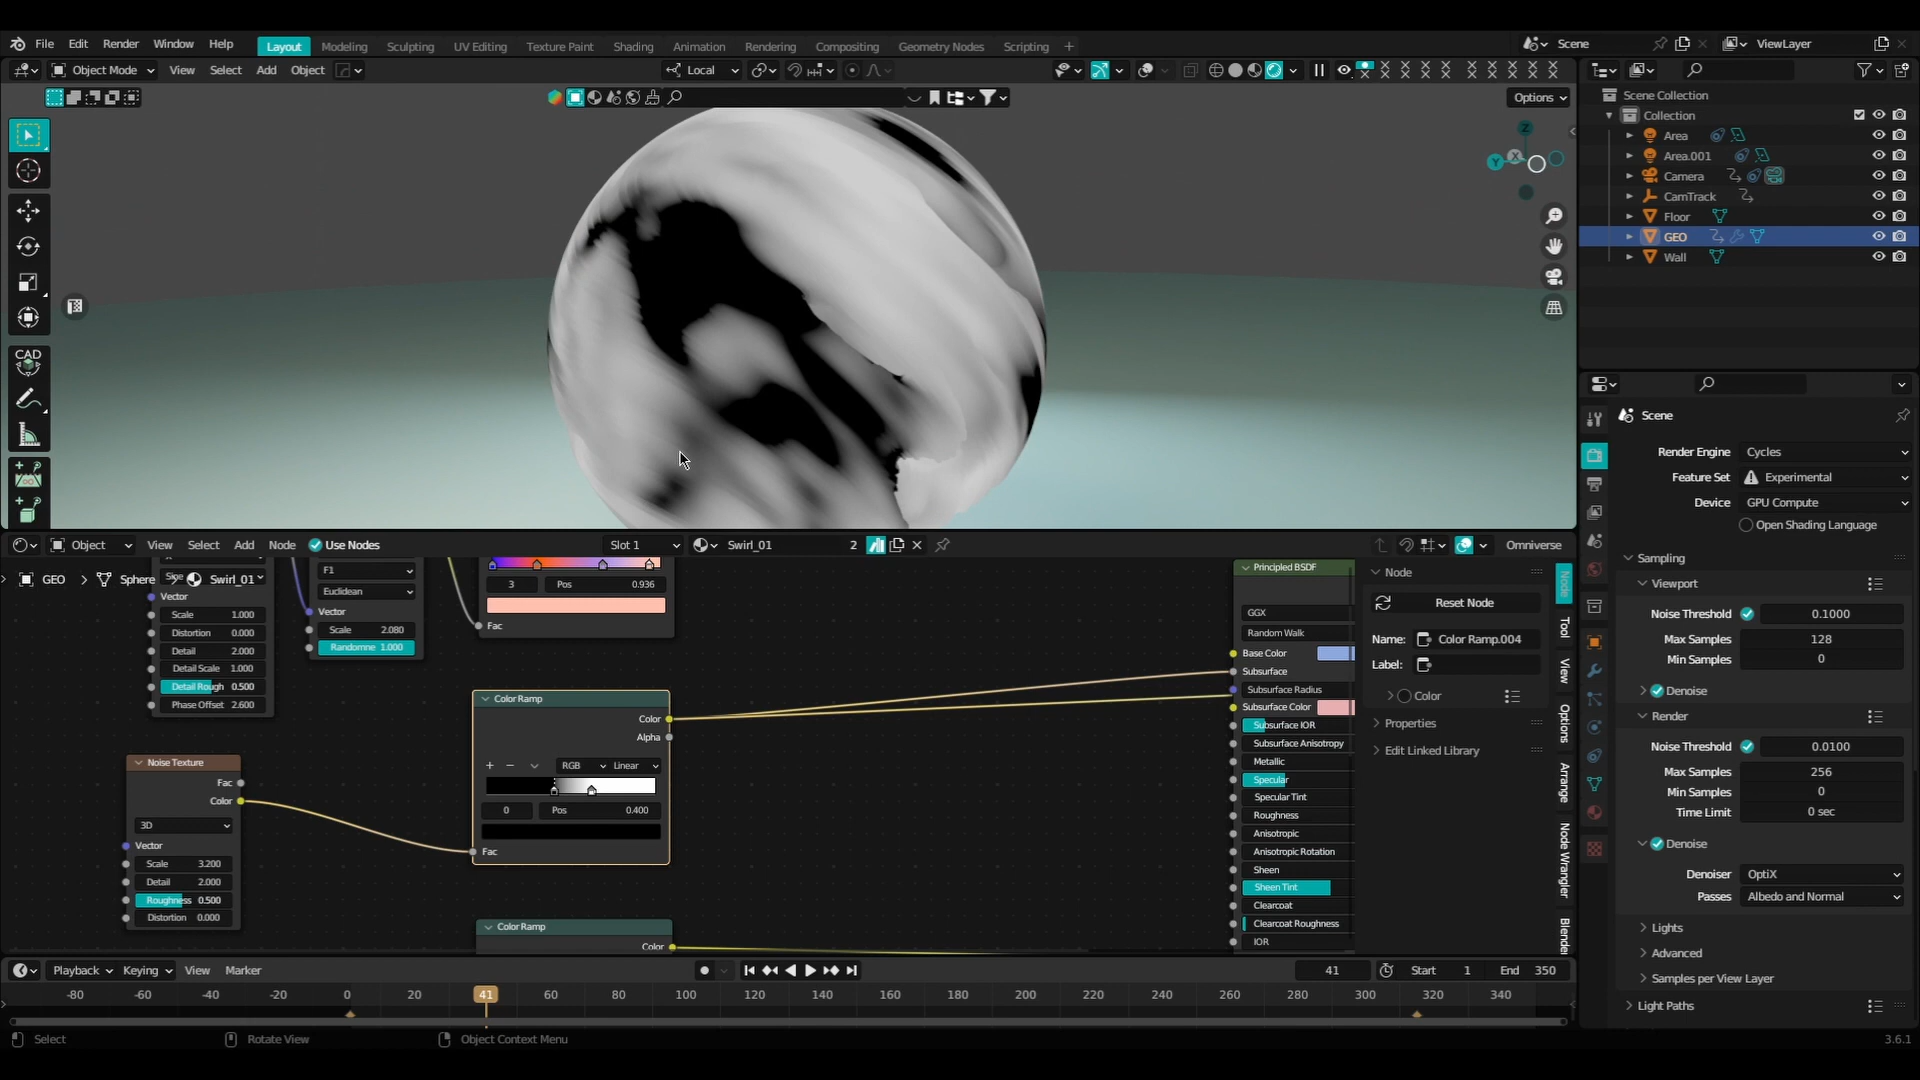 File Edit Render Window Help Layout Modeling Sculpting UV Editing Texture Paint Shading Animation Rendering Compositing Geometry Nodes Scripting +
Scene
ViewLayer
Object Mode View Select Add Object
Local
Options
Z
Y
X
CAD
Scene Collection
Collection
Area
Area.001
Camera
CamTrack
Floor
GEO
Wall
Scene
Render Engine Cycles
Feature Set Experimental
Device GPU Compute
Open Shading Language
Sampling
Viewport
Noise Threshold 0.1000
Max Samples 128
Min Samples 0
Denoise
Render
Noise Threshold 0.0100
Max Samples 256
Min Samples 0
Time Limit 0 sec
Denoise
Denoiser OptiX
Passes Albedo and Normal
Lights
Advanced
Samples per View Layer
Light Paths
Object View Select Add Node Use Nodes Slot 1 Swirl_01 2 Omniverse
GEO Sphere Swirl_01
Vector
Scale 1.000
Distortion 0.000
Detail 2.000
Detail Scale 1.000
Detail Rough 0.500
Phase Offset 2.600
F1
Euclidean
Vector
Scale 2.080
Randomne 1.000
3 Pos 0.936
Fac
Color Ramp
Color
Alpha
+ − RGB Linear
0 Pos 0.400
Fac
Noise Texture
Fac
Color
3D
Vector
Scale 3.200
Detail 2.000
Roughness 0.500
Distortion 0.000
Color Ramp
Color
Principled BSDF
GGX
Random Walk
Base Color
Subsurface
Subsurface Radius
Subsurface Color
Subsurface IOR
Subsurface Anisotropy
Metallic
Specular
Specular Tint
Roughness
Anisotropic
Anisotropic Rotation
Sheen
Sheen Tint
Clearcoat
Clearcoat Roughness
IOR
Node
Reset Node
Name: Color Ramp.004
Label:
Color
Properties
Edit Linked Library
Node
Tool
View
Options
Arrange
Node Wrangler
Playback Keying View Marker
41 Start 1 End 350
-80 -60 -40 -20 0 20 41 60 80 100 120 140 160 180 200 220 240 260 280 300 320 340
Select Rotate View Object Context Menu
3.6.1